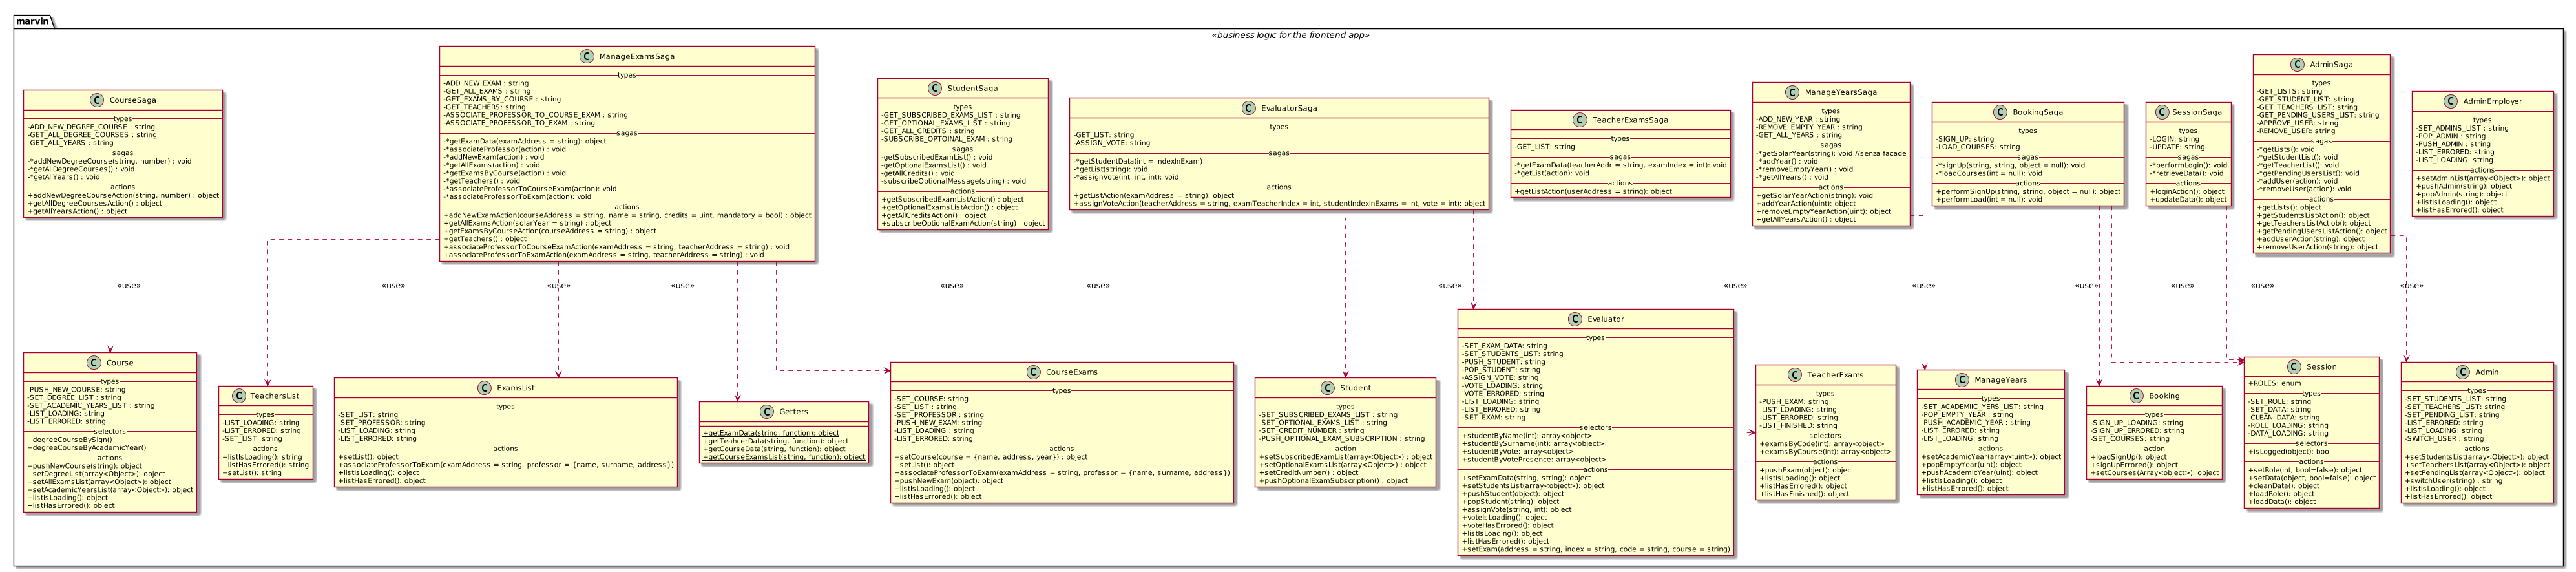 marvin
«business logic for the frontend app»
CourseSaga
types
-ADD_NEW_DEGREE_COURSE : string
-GET_ALL_DEGREE_COURSES : string
-GET_ALL_YEARS : string
sagas
-*addNewDegreeCourse(string, number) : void
-*getAllDegreeCourses() : void
-*getAllYears() : void
actions
+addNewDegreeCourseAction(string, number) : object
+getAllDegreeCoursesAction() : object
+getAllYearsAction() : object
ManageExamsSaga
types
-ADD_NEW_EXAM : string
-GET_ALL_EXAMS : string
-GET_EXAMS_BY_COURSE : string
-GET_TEACHERS: string
-ASSOCIATE_PROFESSOR_TO_COURSE_EXAM : string
-ASSOCIATE_PROFESSOR_TO_EXAM : string
sagas
-*getExamData(examAddress = string): object
-*associateProfessor(action) : void
-*addNewExam(action) : void
-*getAllExams(action) : void
-*getExamsByCourse(action) : void
-*getTeachers() : void
-*associateProfessorToCourseExam(action): void
-*associateProfessorToExam(action): void
actions
+addNewExamAction(courseAddress = string, name = string, credits = uint, mandatory = bool) : object
+getAllExamsAction(solarYear = string) : object
+getExamsByCourseAction(courseAddress = string) : object
+getTeachers() : object
+associateProfessorToCourseExamAction(examAddress = string, teacherAddress = string) : void
+associateProfessorToExamAction(examAddress = string, teacherAddress = string) : void
StudentSaga
types
-GET_SUBSCRIBED_EXAMS_LIST : string
-GET_OPTIONAL_EXAMS_LIST : string
-GET_ALL_CREDITS : string
-SUBSCRIBE_OPTOINAL_EXAM : string
sagas
-getSubscribedExamList() : void
-getOptionalExamsList() : void
-getAllCredits() : void
-subscribeOptionalMessage(string) : void
actions
+getSubscribedExamListAction() : object
+getOptionalExamsListAction() : object
+getAllCreditsAction() : object
+subscribeOptionalExamAction(string) : object
EvaluatorSaga
types
-GET_LIST: string
-ASSIGN_VOTE: string
sagas
-*getStudentData(int = indexInExam)
-*getList(string): void
-*assignVote(int, int, int): void
actions
+getListAction(examAddress = string): object
+assignVoteAction(teacherAddress = string, examTeacherIndex = int, studentIndexInExams = int, vote = int): object
TeacherExamsSaga
types
-GET_LIST: string
sagas
-*getExamData(teacherAddr = string, examIndex = int): void
-*getList(action): void
actions
+getListAction(userAddress = string): object
ManageYearsSaga
types
-ADD_NEW_YEAR : string
-REMOVE_EMPTY_YEAR : string
-GET_ALL_YEARS : string
sagas
-*getSolarYear(string): void //senza facade
-*addYear() : void
-*removeEmptyYear() : void
-*getAllYears() : void
actions
+getSolarYearAction(string): void
+addYearAction(uint): object
+removeEmptyYearAction(uint): object
+getAllYearsAction() : object
BookingSaga
types
-SIGN_UP: string
-LOAD_COURSES: string
sagas
-*signUp(string, string, object = null): void
-*loadCourses(int = null): void
actions
+performSignUp(string, string, object = null): object
+performLoad(int = null): void
SessionSaga
types
-LOGIN: string
-UPDATE: string
sagas
-*performLogin(): void
-*retrieveData(): void
actions
+loginAction(): object
+updateData(): object
AdminSaga
types
-GET_LISTS: string
-GET_STUDENT_LIST: string
-GET_TEACHERS_LIST: string
-GET_PENDING_USERS_LIST: string
-APPROVE_USER: string
-REMOVE_USER: string
sagas
-*getLists(): void
-*getStudentList(): void
-*getTeacherList(): void
-*getPendingUsersList(): void
-*addUser(action): void
-*removeUser(action): void
actions
+getLists(): object
+getStudentsListAction(): object
+getTeachersListActiob(): object
+getPendingUsersListAction(): object
+addUserAction(string): object
+removeUserAction(string): object
AdminEmployer
types
-SET_ADMINS_LIST : string
-POP_ADMIN : string
-PUSH_ADMIN : string
-LIST_ERRORED: string
-LIST_LOADING: string
actions
+setAdminList(array<Object>): object
+pushAdmin(string): object
+popAdmin(string): object
+listIsLoading(): object
+listHasErrored(): object
«use» «use» «use» «use» «use» «use» «use» «use» «use» «use» «use» «use» «use»
Course
types
-PUSH_NEW_COURSE: string
-SET_DEGREE_LIST : string
-SET_ACADEMIC_YEARS_LIST : string
-LIST_LOADING: string
-LIST_ERRORED: string
selectors
+degreeCourseBySign()
+degreeCourseByAcademicYear()
actions
+pushNewCourse(string): object
+setDegreeList(array<Object>): object
+setAllExamsList(array<Object>): object
+setAcademicYearsList(array<Object>): object
+listIsLoading(): object
+listHasErrored(): object
TeachersList
types
-LIST_LOADING: string
-LIST_ERRORED: string
-SET_LIST: string
actions
+listIsLoading(): string
+listHasErrored(): string
+setList(): string
ExamsList
types
-SET_LIST: string
-SET_PROFESSOR: string
-LIST_LOADING: string
-LIST_ERRORED: string
actions
+setList(): object
+associateProfessorToExam(examAddress = string, professor = {name, surname, address})
+listIsLoading(): object
+listHasErrored(): object
Getters
+getExamData(string, function): object
+getTeahcerData(string, function): object
+getCourseData(string, function): object
+getCourseExamsList(string, function): object
CourseExams
types
-SET_COURSE: string
-SET_LIST : string
-SET_PROFESSOR : string
-PUSH_NEW_EXAM: string
-LIST_LOADING : string
-LIST_ERRORED: string
action
+setCourse(course = {name, address, year}) : object
+setList(): object
+associateProfessorToExam(examAddress = string, professor = {name, surname, address})
+pushNewExam(object): object
+listIsLoading(): object
+listHasErrored(): object
Student
types
-SET_SUBSCRIBED_EXAMS_LIST : string
-SET_OPTIONAL_EXAMS_LIST : string
-SET_CREDIT_NUMBER : string
-PUSH_OPTIONAL_EXAM_SUBSCRIPTION : string
action
+setSubscribedExamList(array<Object>) : object
+setOptionalExamsList(array<Object>) : object
+setCreditNumber() : object
+pushOptionalExamSubscription() : object
Evaluator
types
-SET_EXAM_DATA: string
-SET_STUDENTS_LIST: string
-PUSH_STUDENT: string
-POP_STUDENT: string
-ASSIGN_VOTE: string
-VOTE_LOADING: string
-VOTE_ERRORED: string
-LIST_LOADING: string
-LIST_ERRORED: string
-SET_EXAM: string
selectors
+studentByName(int): array<object>
+studentBySurname(int): array<object>
+studentByVote: array<object>
+studentByVotePresence: array<object>
actions
+setExamData(string, string): object
+setStudentsList(array<object>): object
+pushStudent(object): object
+popStudent(string): object
+assignVote(string, int): object
+voteIsLoading(): object
+voteHasErrored(): object
+listIsLoading(): object
+listHasErrored(): object
+setExam(address = string, index = string, code = string, course = string)
TeacherExams
types
-PUSH_EXAM: string
-LIST_LOADING: string
-LIST_ERRORED: string
-LIST_FINISHED: string
selectors
+examsByCode(int): array<object>
+examsByCourse(int): array<object>
actions
+pushExam(object): object
+listIsLoading(): object
+listHasErrored(): object
+listHasFinished(): object
ManageYears
types
-SET_ACADEMIIC_YERS_LIST: string
-POP_EMPTY_YEAR : string
-PUSH_ACADEMIC_YEAR : string
-LIST_ERRORED: string
-LIST_LOADING: string
actions
+setAcademicYear(array<uint>): object
+popEmptyYear(uint): object
+pushAcademicYear(uint): object
+listIsLoading(): object
+listHasErrored(): object
Booking
types
-SIGN_UP_LOADING: string
-SIGN_UP_ERRORED: string
-SET_COURSES: string
action
+loadSignUp(): object
+signUpErrored(): object
+setCourses(Array<object>): object
Session
+ROLES: enum
types
-SET_ROLE: string
-SET_DATA: string
-CLEAN_DATA: string
-ROLE_LOADING: string
-DATA_LOADING: string
selectors
+isLogged(object): bool
actions
+setRole(int, bool=false): object
+setData(object, bool=false): object
+cleanData(): object
+loadRole(): object
+loadData(): object
Admin
types
-SET_STUDENTS_LIST: string
-SET_TEACHERS_LIST: string
-SET_PENDING_LIST: string
-LIST_ERRORED: string
-LIST_LOADING: string
-SWITCH_USER : string
actions
+setStudentsList(array<Object>): object
+setTeachersList(array<Object>): object
+setPendingList(array<Object>): object
+switchUser(string) : string
+listIsLoading(): object
+listHasErrored(): object